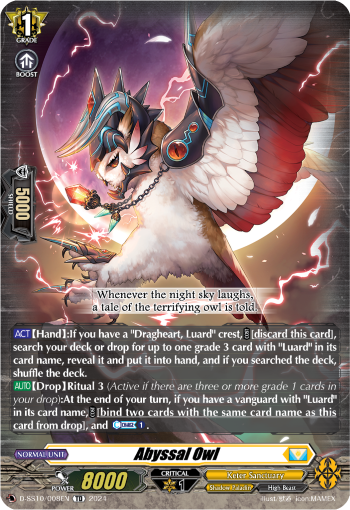 1
GRADE
BOOST
5000
SHIELD
Whenever the night sky laughs,
a tale of the terrifying owl is told.
ACT【Hand】:If you have a "Dragheart, Luard" crest, [discard this card],
search your deck or drop for up to one grade 3 card with "Luard" in its
card name, reveal it and put it into hand, and if you searched the deck,
shuffle the deck.
AUTO【Drop】Ritual 3 (Active if there are three or more grade 1 cards in
your drop):At the end of your turn, if you have a vanguard with "Luard"
in its card name, [bind two cards with the same card name as this
card from drop], and 1 .
NORMAL UNIT
Abyssal Owl
POWER 8000
CRITICAL
1
Keter Sanctuary
Shadow Paladin High Beast
D-SS10/008EN TD 2024